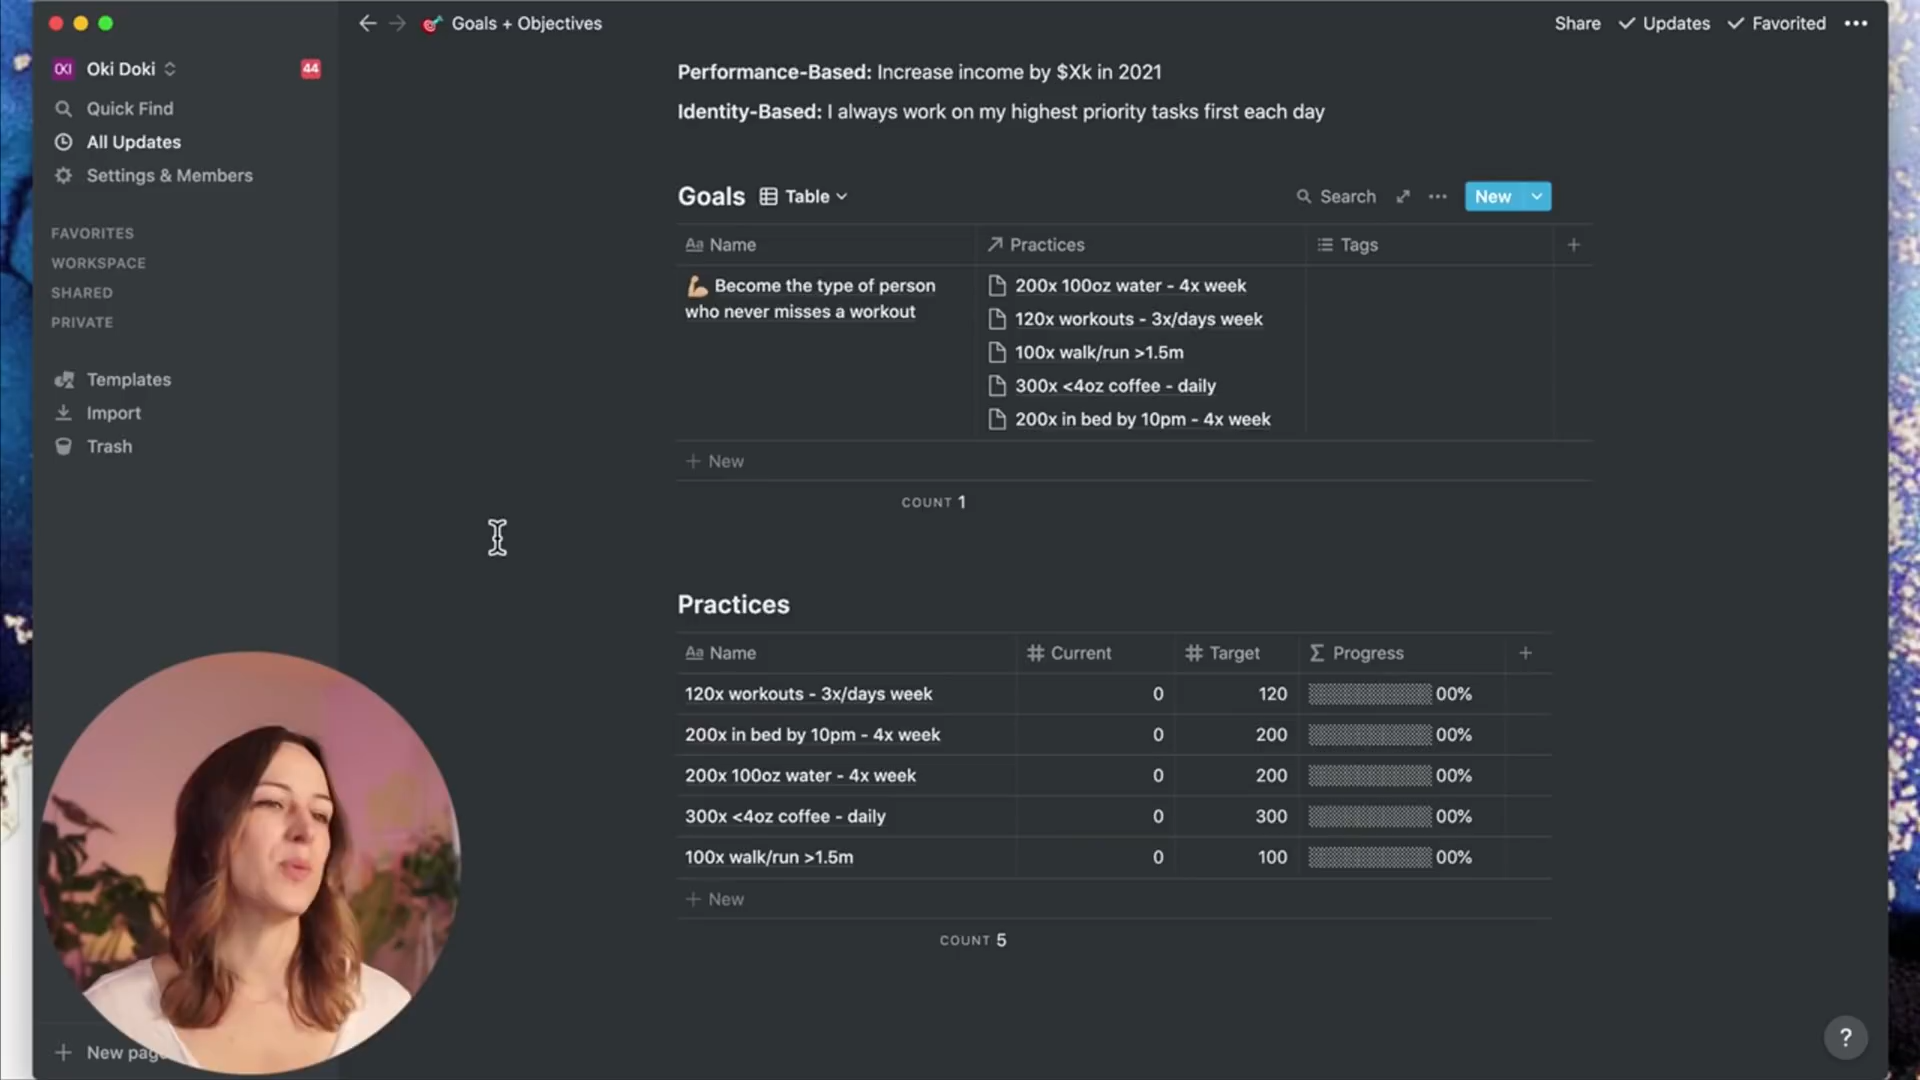 Goals + Objectives
Share Updates Favorited
OKI Oki Doki 44
Quick Find
All Updates
Settings & Members
FAVORITES
WORKSPACE
SHARED
PRIVATE
Templates
Import
Trash
New pag
Performance-Based: Increase income by $Xk in 2021
Identity-Based: I always work on my highest priority tasks first each day
Goals Table Search New
Aa Name Practices Tags
Become the type of person
who never misses a workout
200x 100oz water - 4x week
120x workouts - 3x/days week
100x walk/run >1.5m
300x <4oz coffee - daily
200x in bed by 10pm - 4x week
+ New
COUNT 1
Practices
Aa Name # Current # Target Σ Progress +
120x workouts - 3x/days week 0 120 00%
200x in bed by 10pm - 4x week 0 200 00%
200x 100oz water - 4x week 0 200 00%
300x <4oz coffee - daily 0 300 00%
100x walk/run >1.5m 0 100 00%
+ New
COUNT 5
?